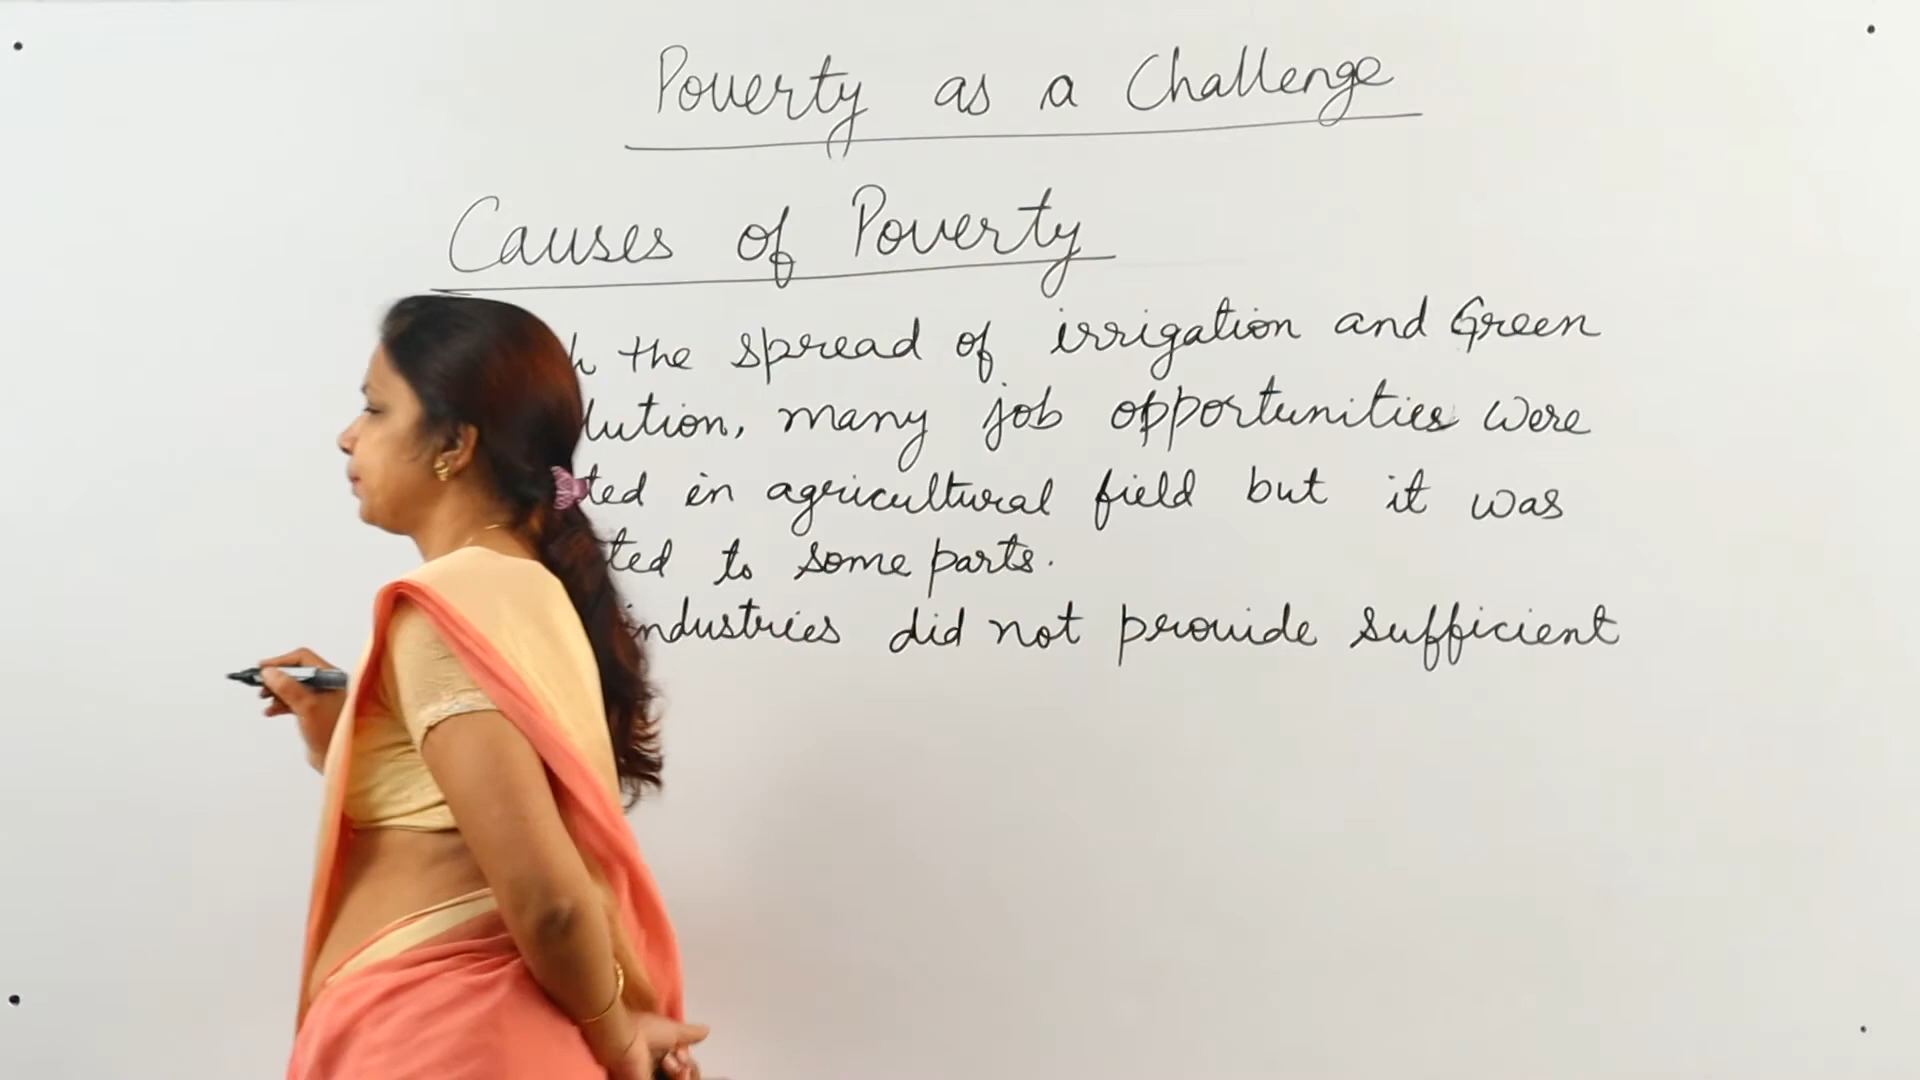 Poverty as a Challenge
Causes of Poverty
the spread of irrigation and Green
lution, many job opportunities were
ted in agricultural field but it was
ted to some parts.
industries did not provide sufficient